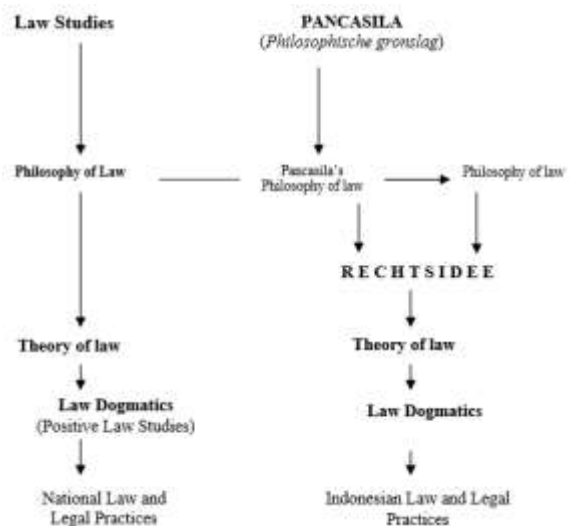 Law Studies
PANCASILA
(Philosophische gronslag)
Philosophy of Law
Pancasila's
Philosophy of law
Philosophy of law
RECHTSIDEE
Theory of law
Theory of law
Law Dogmatics
(Positive Law Studies)
Law Dogmatics
National Law and
Legal Practices
Indonesian Law and Legal
Practices